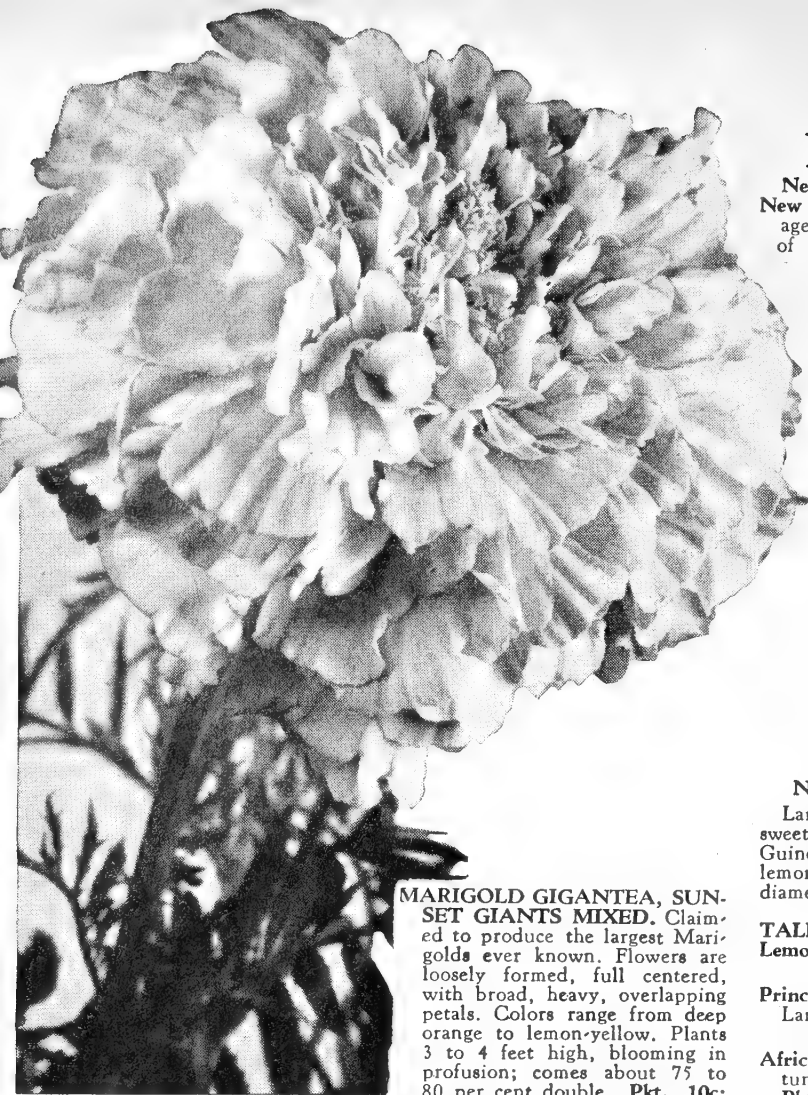 MARIGOLD GIGANTEA, SUN-
SET GIANTS MIXED. Claim-
ed to produce the largest Mari-
golds ever known. Flowers are
loosely formed, full centered,
with broad, heavy, overlapping
petals. Colors range from deep
orange to lemon-yellow. Plants
3 to 4 feet high, blooming in
profusion; comes about 75 to
80 per cent double. Pkt. 10c;
Ne
New
age
of
N
Lar
sweet
Guine
lemon
diame
TALL
Lemo
Princ
Lar
Afric
tur